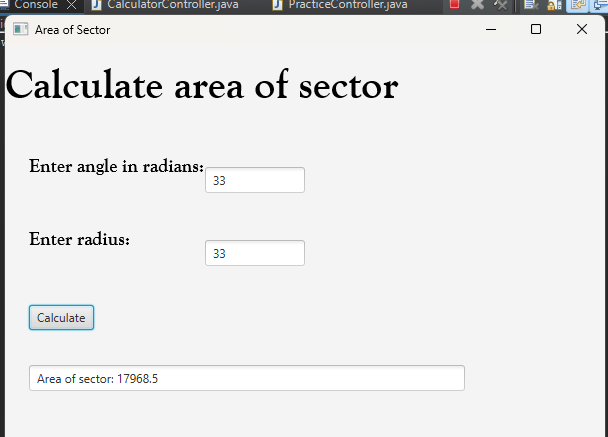 Console CalculatorController.java PracticeController.java
Area of Sector
Calculate area of sector
Enter angle in radians:
33
Enter radius:
33
Calculate
Area of sector: 17968.5